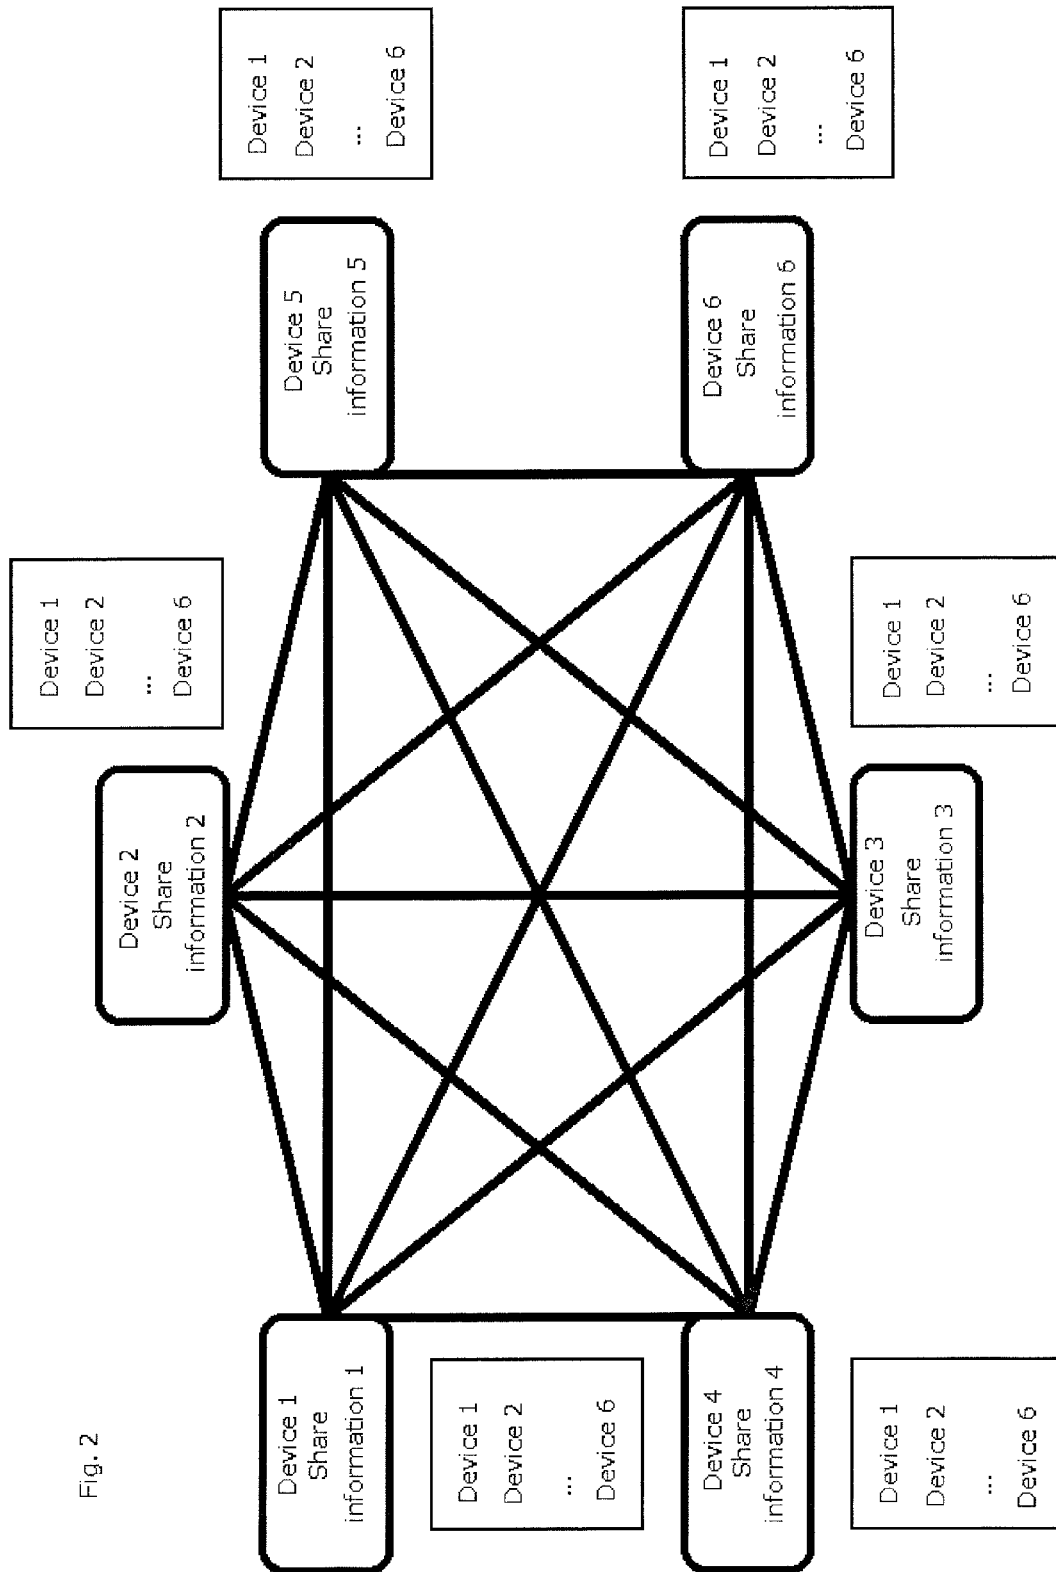 Fig. 2
Device 1
Share
information 1
Device 1
Device 2
...
Device 6
Device 4
Share
information 4
Device 1
Device 2
...
Device 6
Device 2
Share
information 2
Device 1
Device 2
...
Device 6
Device 3
Share
information 3
Device 1
Device 2
...
Device 6
Device 5
Share
information 5
Device 1
Device 2
...
Device 6
Device 6
Share
information 6
Device 1
Device 2
...
Device 6